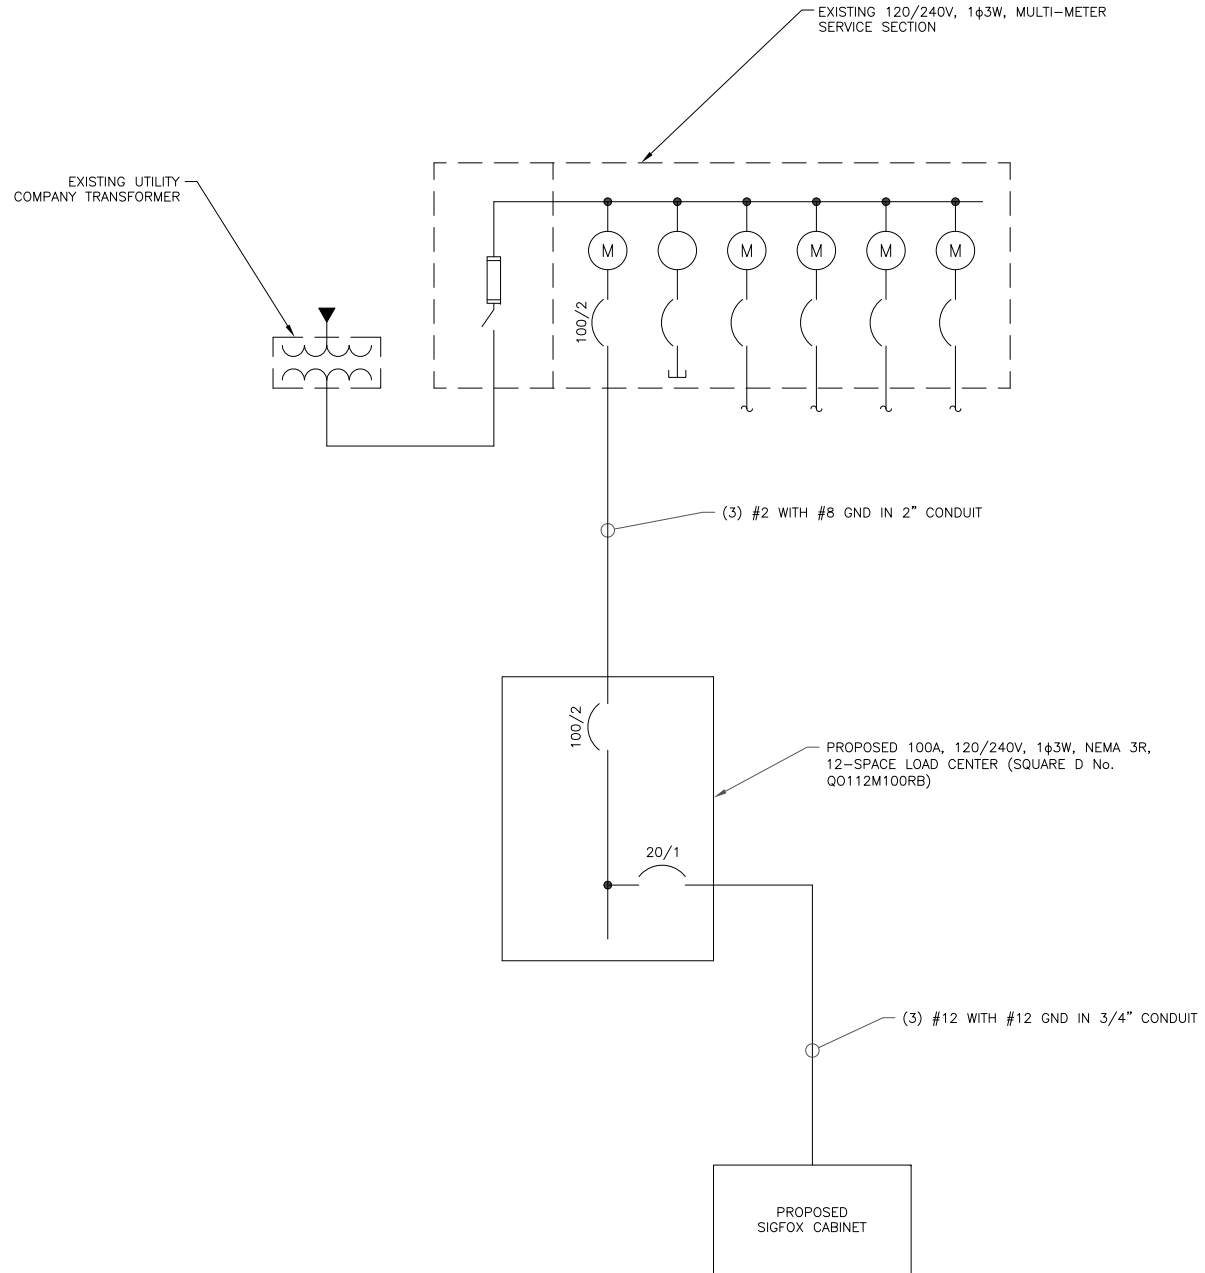 EXISTING 120/240V, 1ϕ3W, MULTI-METER
SERVICE SECTION
EXISTING UTILITY
COMPANY TRANSFORMER
M
M
M
M
M
100/2
(3) #2 WITH #8 GND IN 2" CONDUIT
100/2
PROPOSED 100A, 120/240V, 1ϕ3W, NEMA 3R,
12-SPACE LOAD CENTER (SQUARE D No.
QO112M100RB)
20/1
(3) #12 WITH #12 GND IN 3/4" CONDUIT
PROPOSED
SIGFOX CABINET